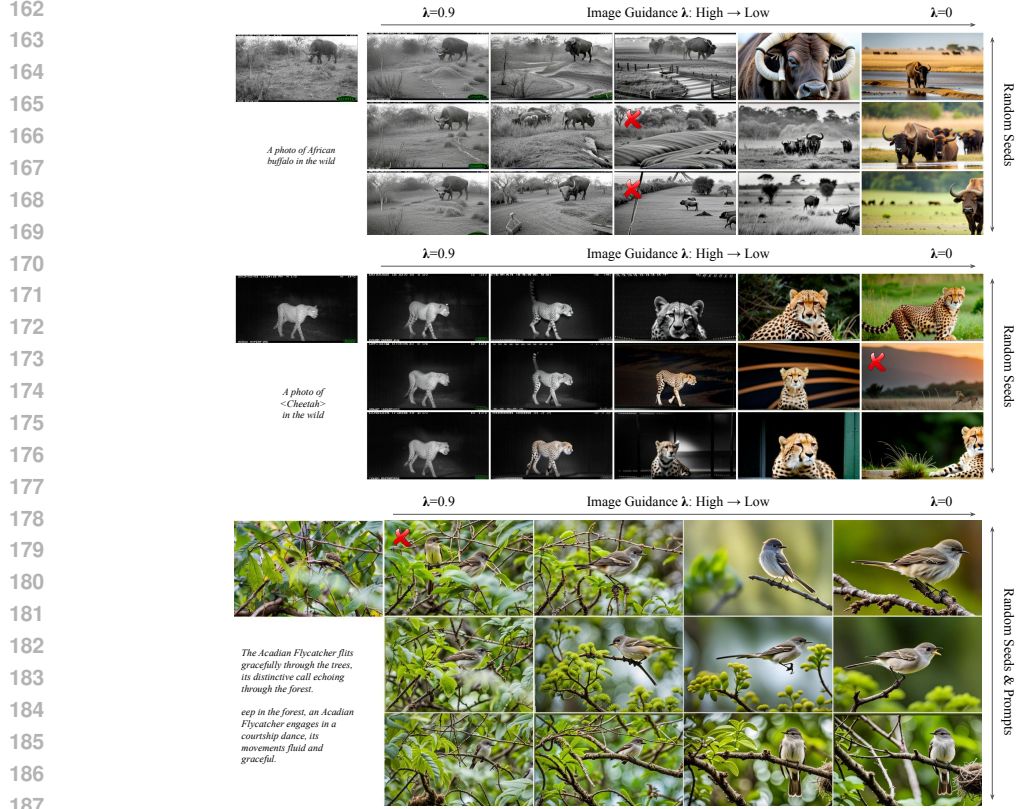 162
163
164
165
166
167
168
169
170
171
172
173
174
175
176
177
178
179
180
181
182
183
184
185
186
187
λ=0.9
Image Guidance λ: High → Low
λ=0
A photo of African
buffalo in the wild
Random Seeds
λ=0.9
Image Guidance λ: High → Low
λ=0
A photo of
<Cheetah>
in the wild
Random Seeds
λ=0.9
Image Guidance λ: High → Low
λ=0
The Acadian Flycatcher flits
gracefully through the trees,
its distinctive call echoing
through the forest.
eep in the forest, an Acadian
Flycatcher engages in a
courtship dance, its
movements fluid and
graceful.
Random Seeds & Prompts